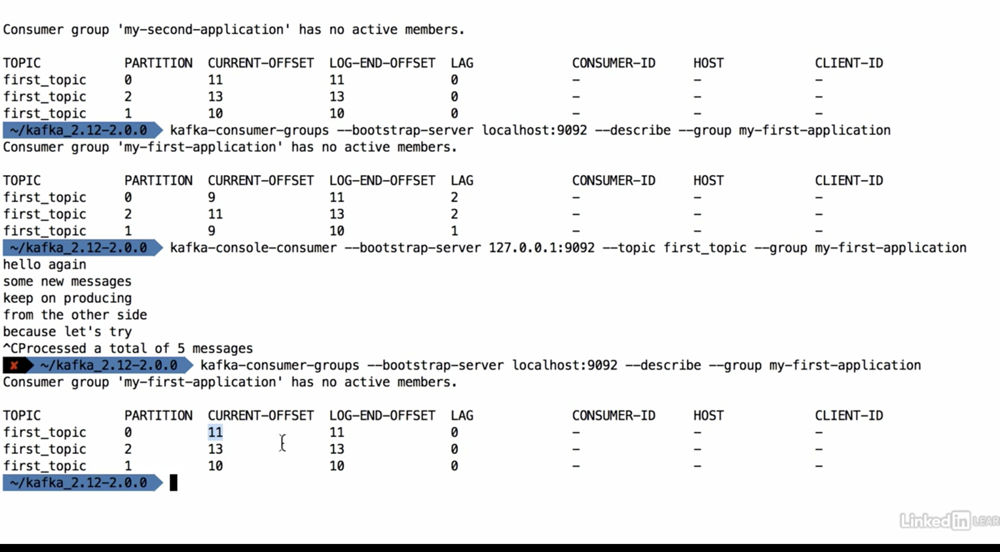 Consumer group 'my-second-application' has no active members.
TOPIC PARTITION CURRENT-OFFSET LOG-END-OFFSET LAG CONSUMER-ID HOST CLIENT-ID
first_topic 0 11 11 0 - - -
first_topic 2 13 13 0 - - -
first_topic 1 10 10 0 - - -
~/kafka_2.12-2.0.0 kafka-consumer-groups --bootstrap-server localhost:9092 --describe --group my-first-application
Consumer group 'my-first-application' has no active members.
TOPIC PARTITION CURRENT-OFFSET LOG-END-OFFSET LAG CONSUMER-ID HOST CLIENT-ID
first_topic 0 9 11 2 - - -
first_topic 2 11 13 2 - - -
first_topic 1 9 10 1 - - -
~/kafka_2.12-2.0.0 kafka-console-consumer --bootstrap-server 127.0.0.1:9092 --topic first_topic --group my-first-application
hello again
some new messages
keep on producing
from the other side
because let's try
^CProcessed a total of 5 messages
✘ ~/kafka_2.12-2.0.0 kafka-consumer-groups --bootstrap-server localhost:9092 --describe --group my-first-application
Consumer group 'my-first-application' has no active members.
TOPIC PARTITION CURRENT-OFFSET LOG-END-OFFSET LAG CONSUMER-ID HOST CLIENT-ID
first_topic 0 11 11 0 - - -
first_topic 2 13 13 0 - - -
first_topic 1 10 10 0 - - -
~/kafka_2.12-2.0.0
Linked in LEAR